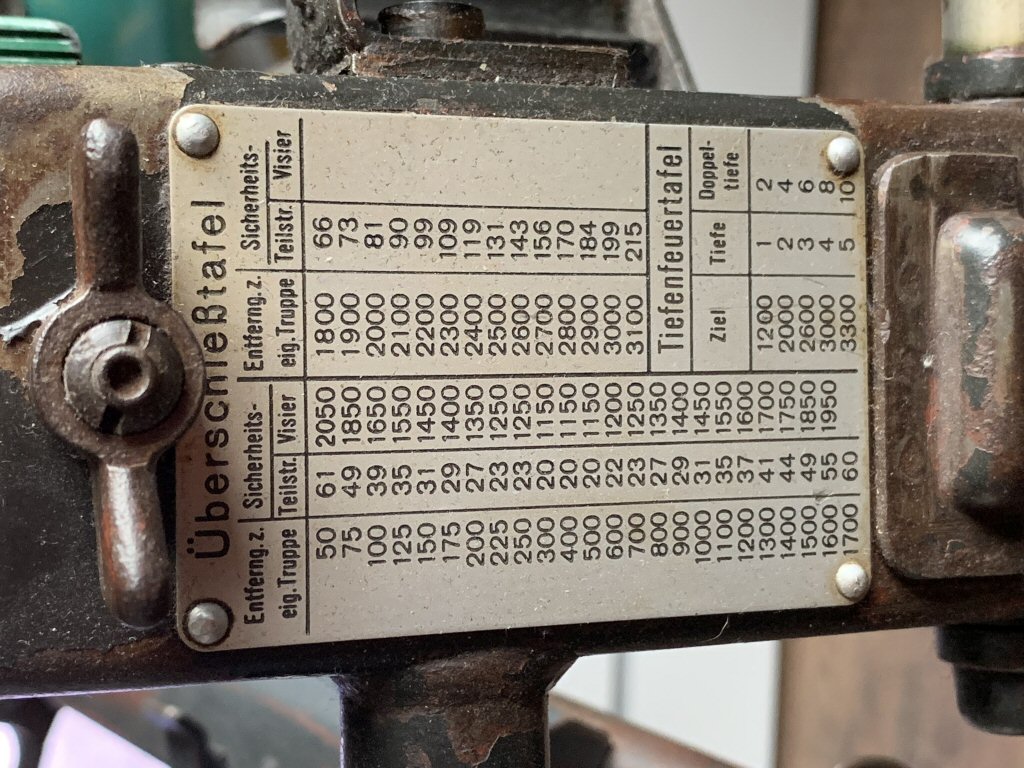 Überschießtafel
Entferng. z. Sicherheits- Entferng. z. Sicherheits-
eig. Truppe Teilstr. Visier eig. Truppe Teilstr. Visier
50 61 2050 1800 66
75 49 1850 1900 73
100 39 1650 2000 81
125 35 1550 2100 90
150 31 1450 2200 99
175 29 1400 2300 109
200 27 1350 2400 119
225 23 1250 2500 131
250 23 1250 2600 143
300 20 1150 2700 156
400 20 1150 2800 170
500 20 1150 2900 184
600 22 1200 3000 199
700 23 1250 3100 215
800 27 1350
900 29 1400
1000 31 1450
1100 35 1550
1200 37 1600
1300 41 1700
1400 44 1750
1500 49 1850
1600 55 1950
1700 60
Tiefenfeuertafel
Ziel Tiefe Doppel-
tiefe
1200 1 2
2000 2 4
2600 3 6
3000 4 8
3300 5 10